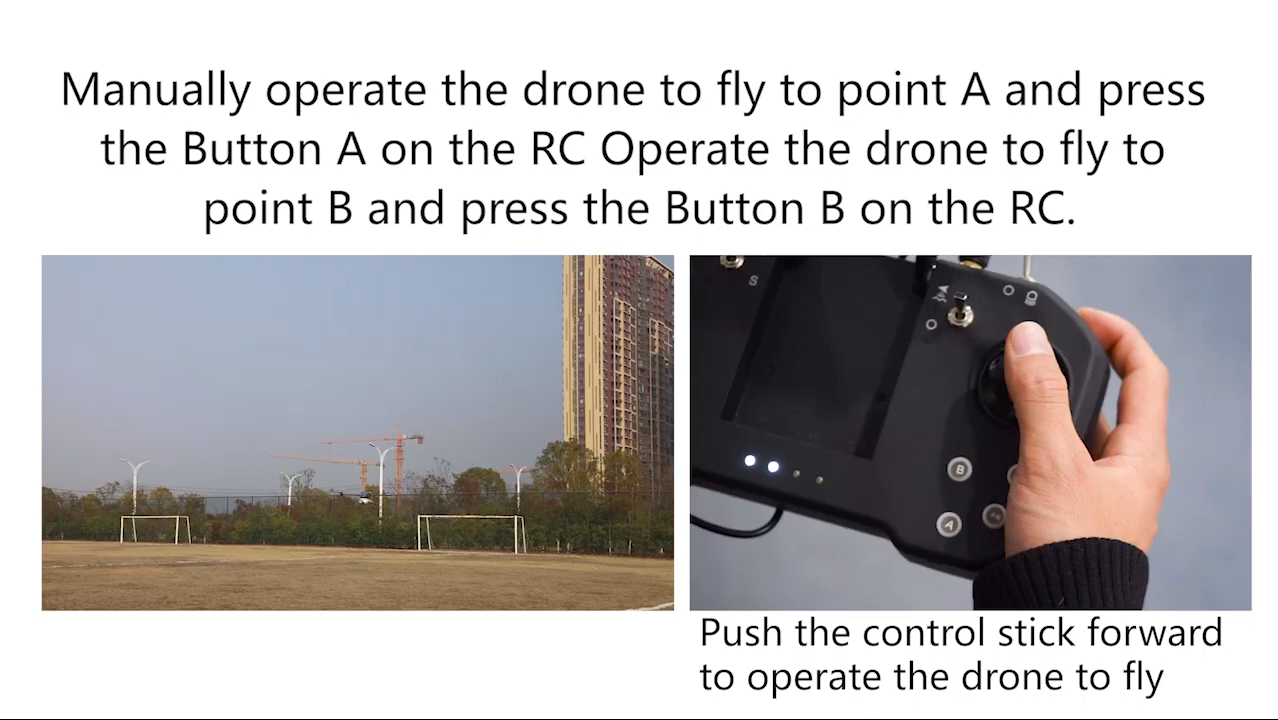 Manually operate the drone to fly to point A and press
the Button A on the RC Operate the drone to fly to
point B and press the Button B on the RC.
S
B
A
Push the control stick forward
to operate the drone to fly